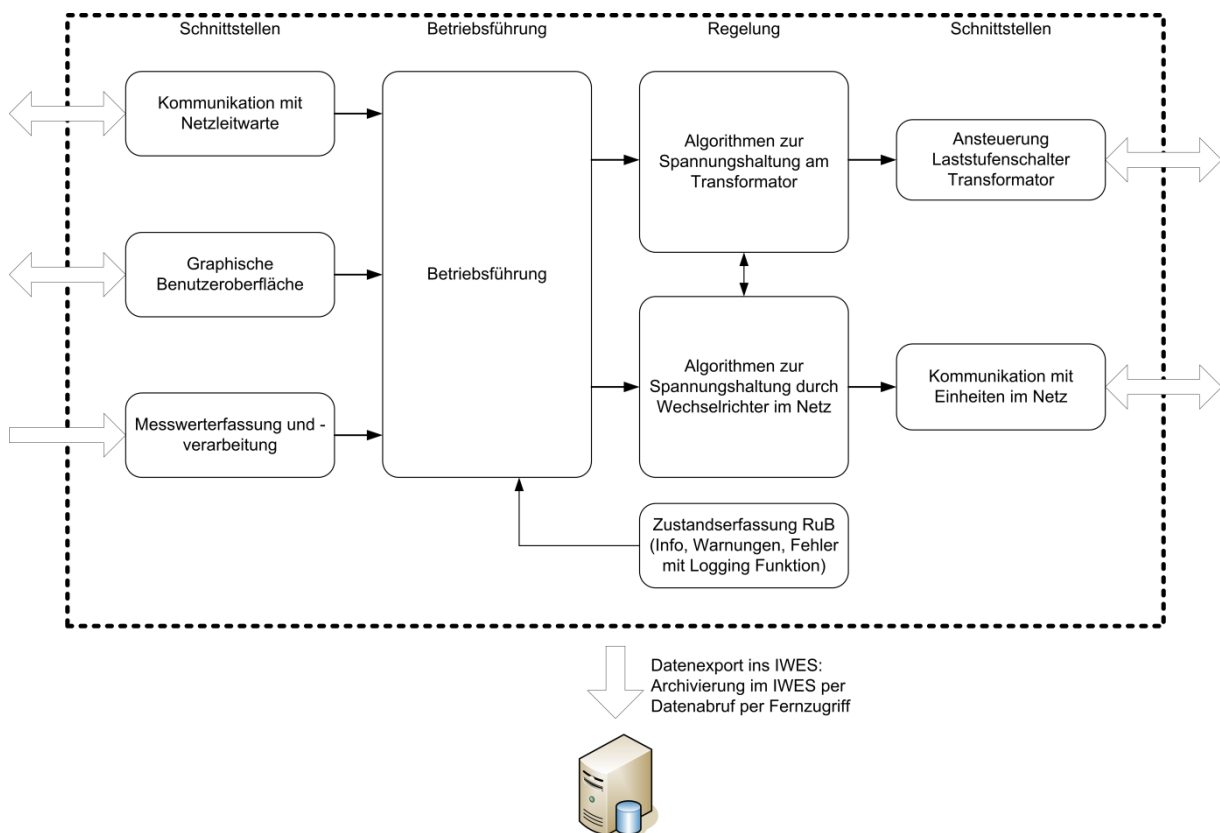 Schnittstellen
Betriebsführung
Regelung
Schnittstellen
Kommunikation mit
Netzleitwarte
Graphische
Benutzeroberfläche
Messwerterfassung und -
verarbeitung
Betriebsführung
Algorithmen zur
Spannungshaltung am
Transformator
Algorithmen zur
Spannungshaltung durch
Wechselrichter im Netz
Zustandserfassung RuB
(Info, Warnungen, Fehler
mit Logging Funktion)
Ansteuerung
Laststufenschalter
Transformator
Kommunikation mit
Einheiten im Netz
Datenexport ins IWES:
Archivierung im IWES per
Datenabruf per Fernzugriff